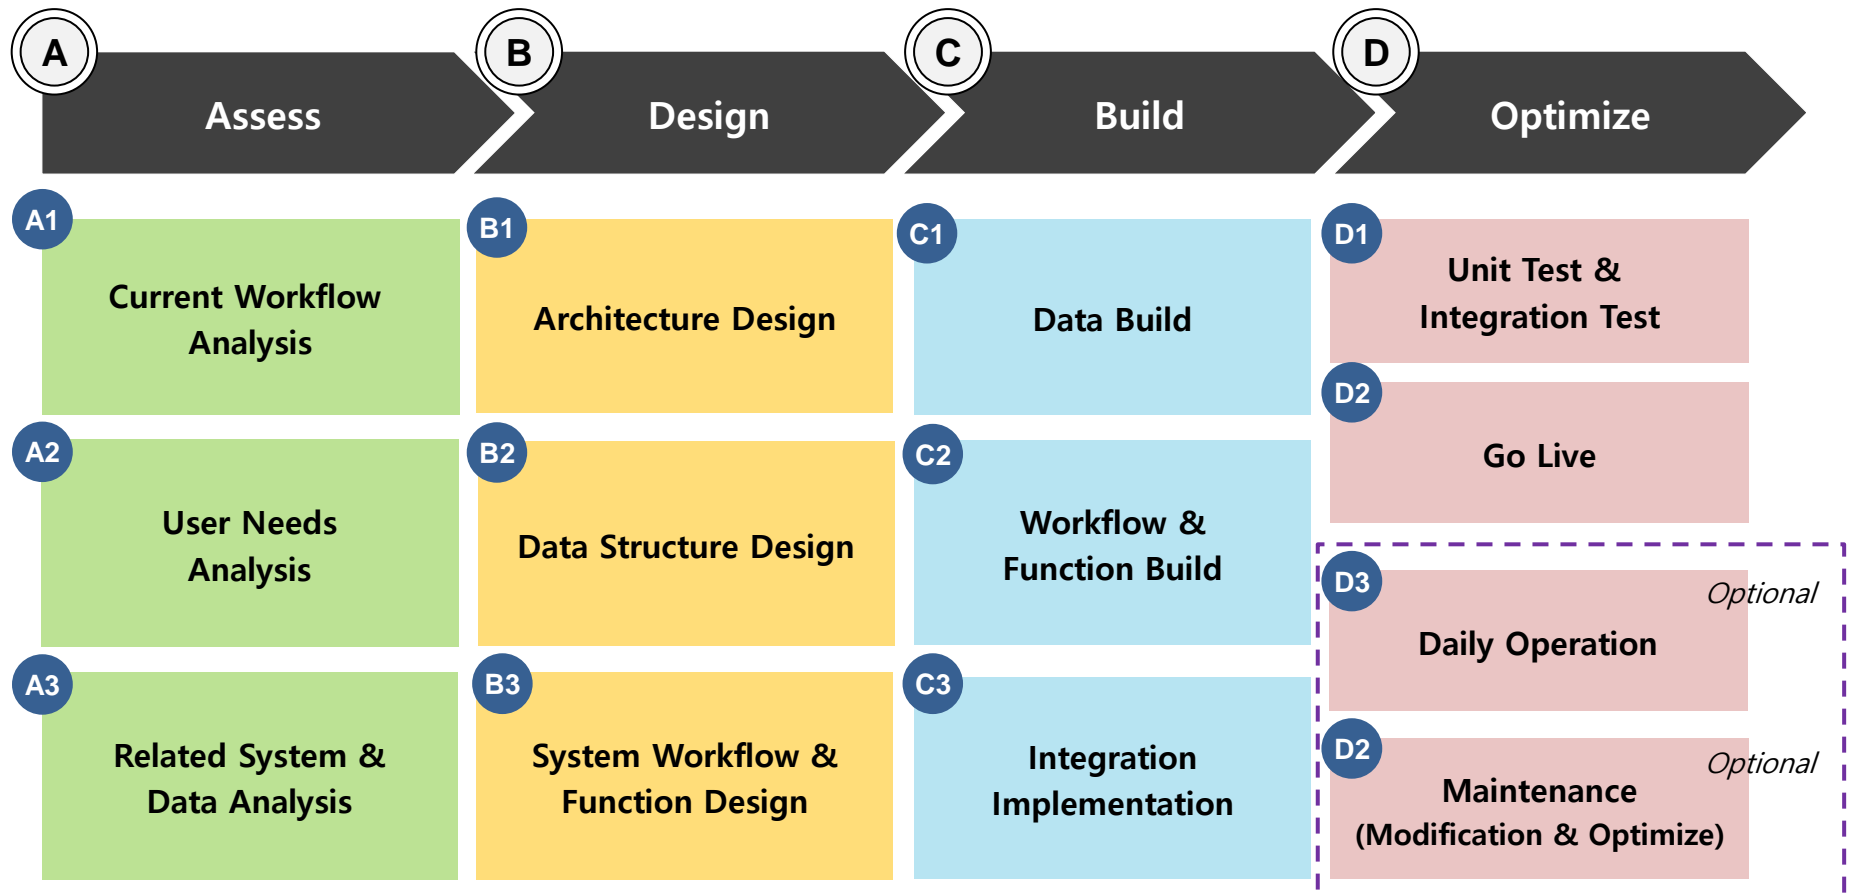 A
Assess
B
Design
C
Build
D
Optimize
A1
Current Workflow
Analysis
A2
User Needs
Analysis
A3
Related System &
Data Analysis
B1
Architecture Design
B2
Data Structure Design
B3
System Workflow &
Function Design
C1
Data Build
C2
Workflow &
Function Build
C3
Integration
Implementation
D1
Unit Test &
Integration Test
D2
Go Live
D3
Optional
Daily Operation
D2
Optional
Maintenance
(Modification & Optimize)